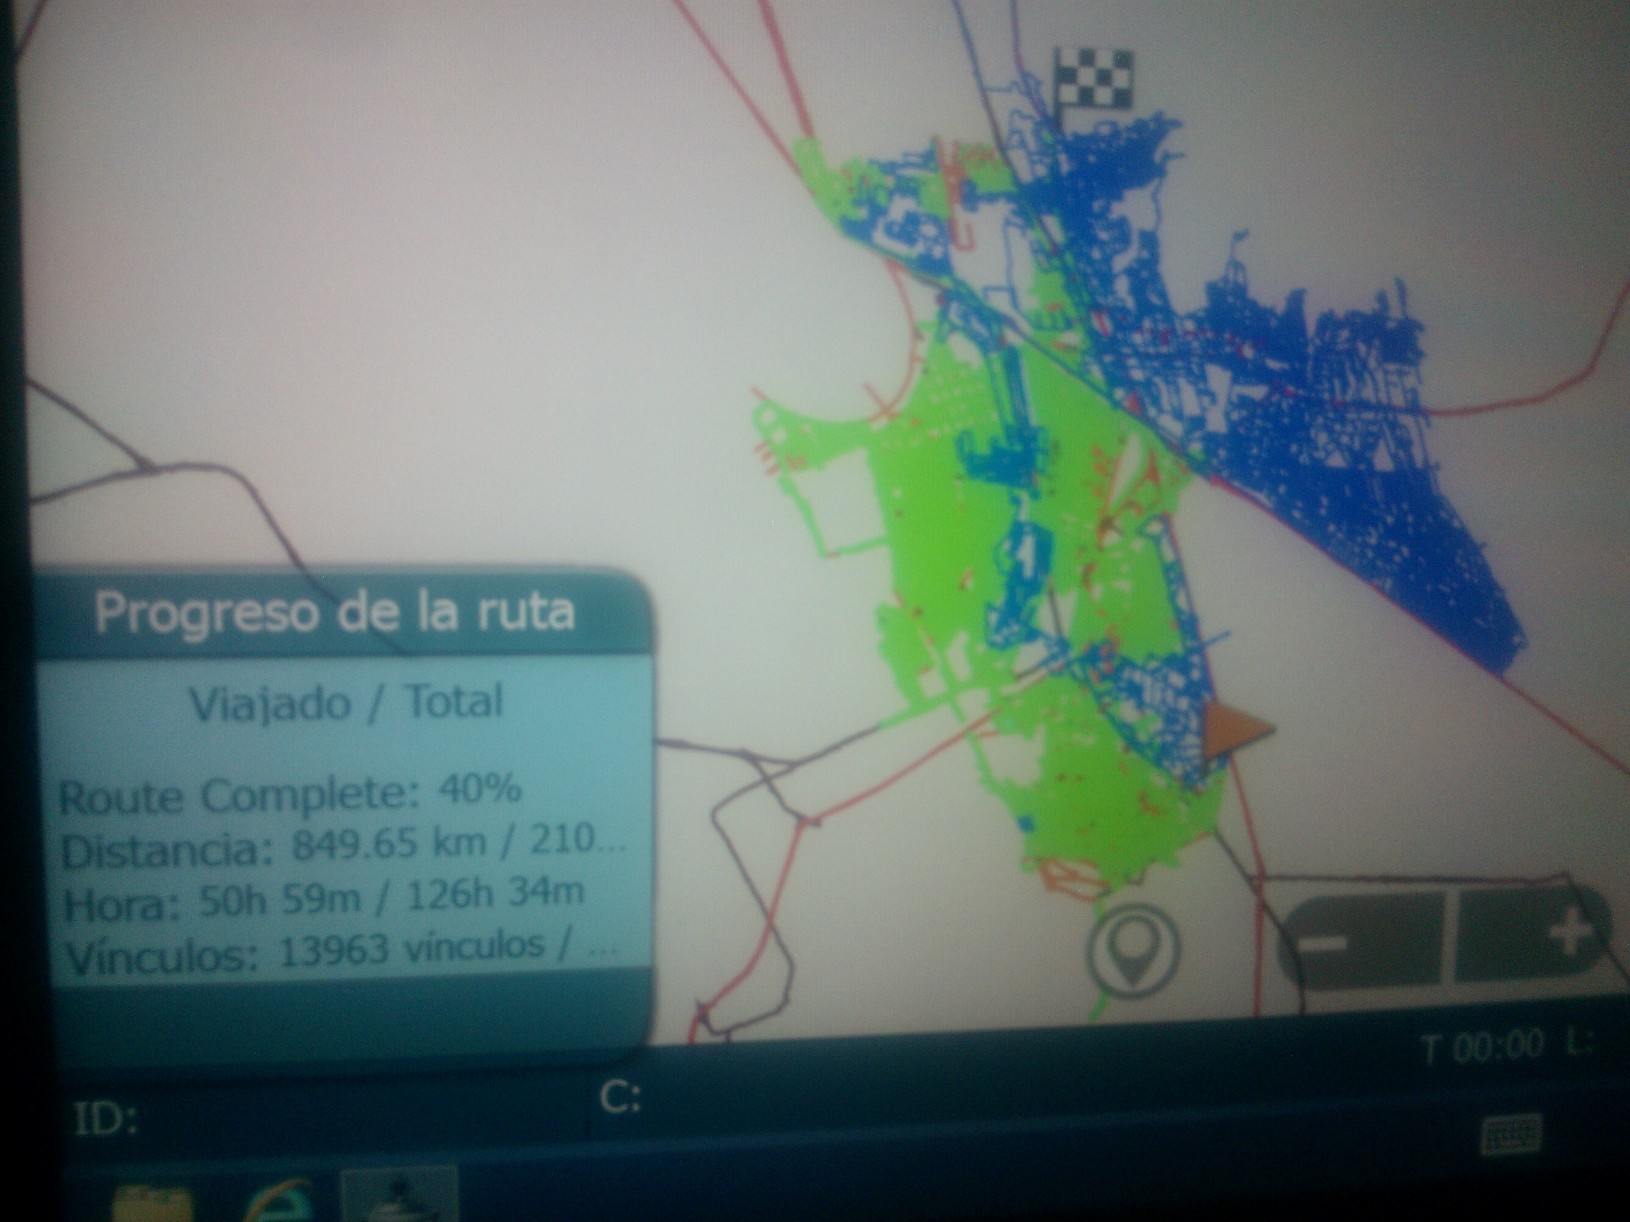 Progreso de la ruta
Viajado / Total
Route Complete: 40%
Distancia: 849.65 km / 210...
Hora: 50h 59m / 126h 34m
Vínculos: 13963 vínculos / ...
T 00:00 L:
ID:
C: